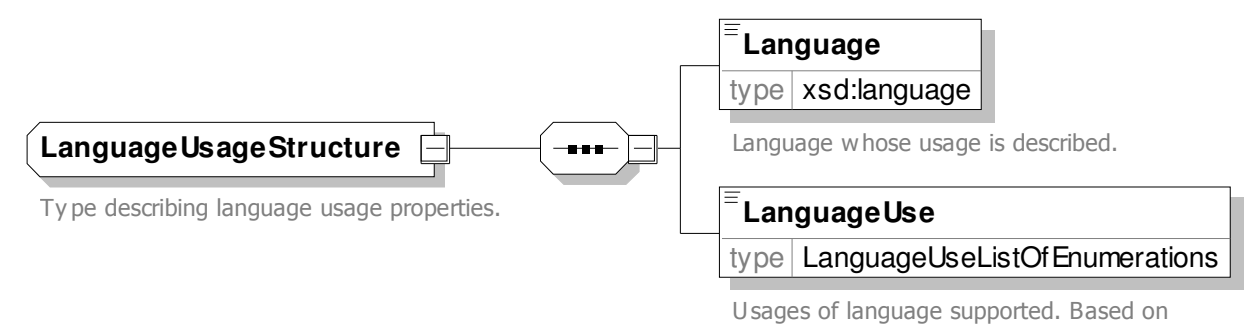 Language
type xsd:language
Language whose usage is described.
LanguageUsageStructure
Type describing language usage properties.
LanguageUse
type LanguageUseListOfEnumerations
Usages of language supported. Based on